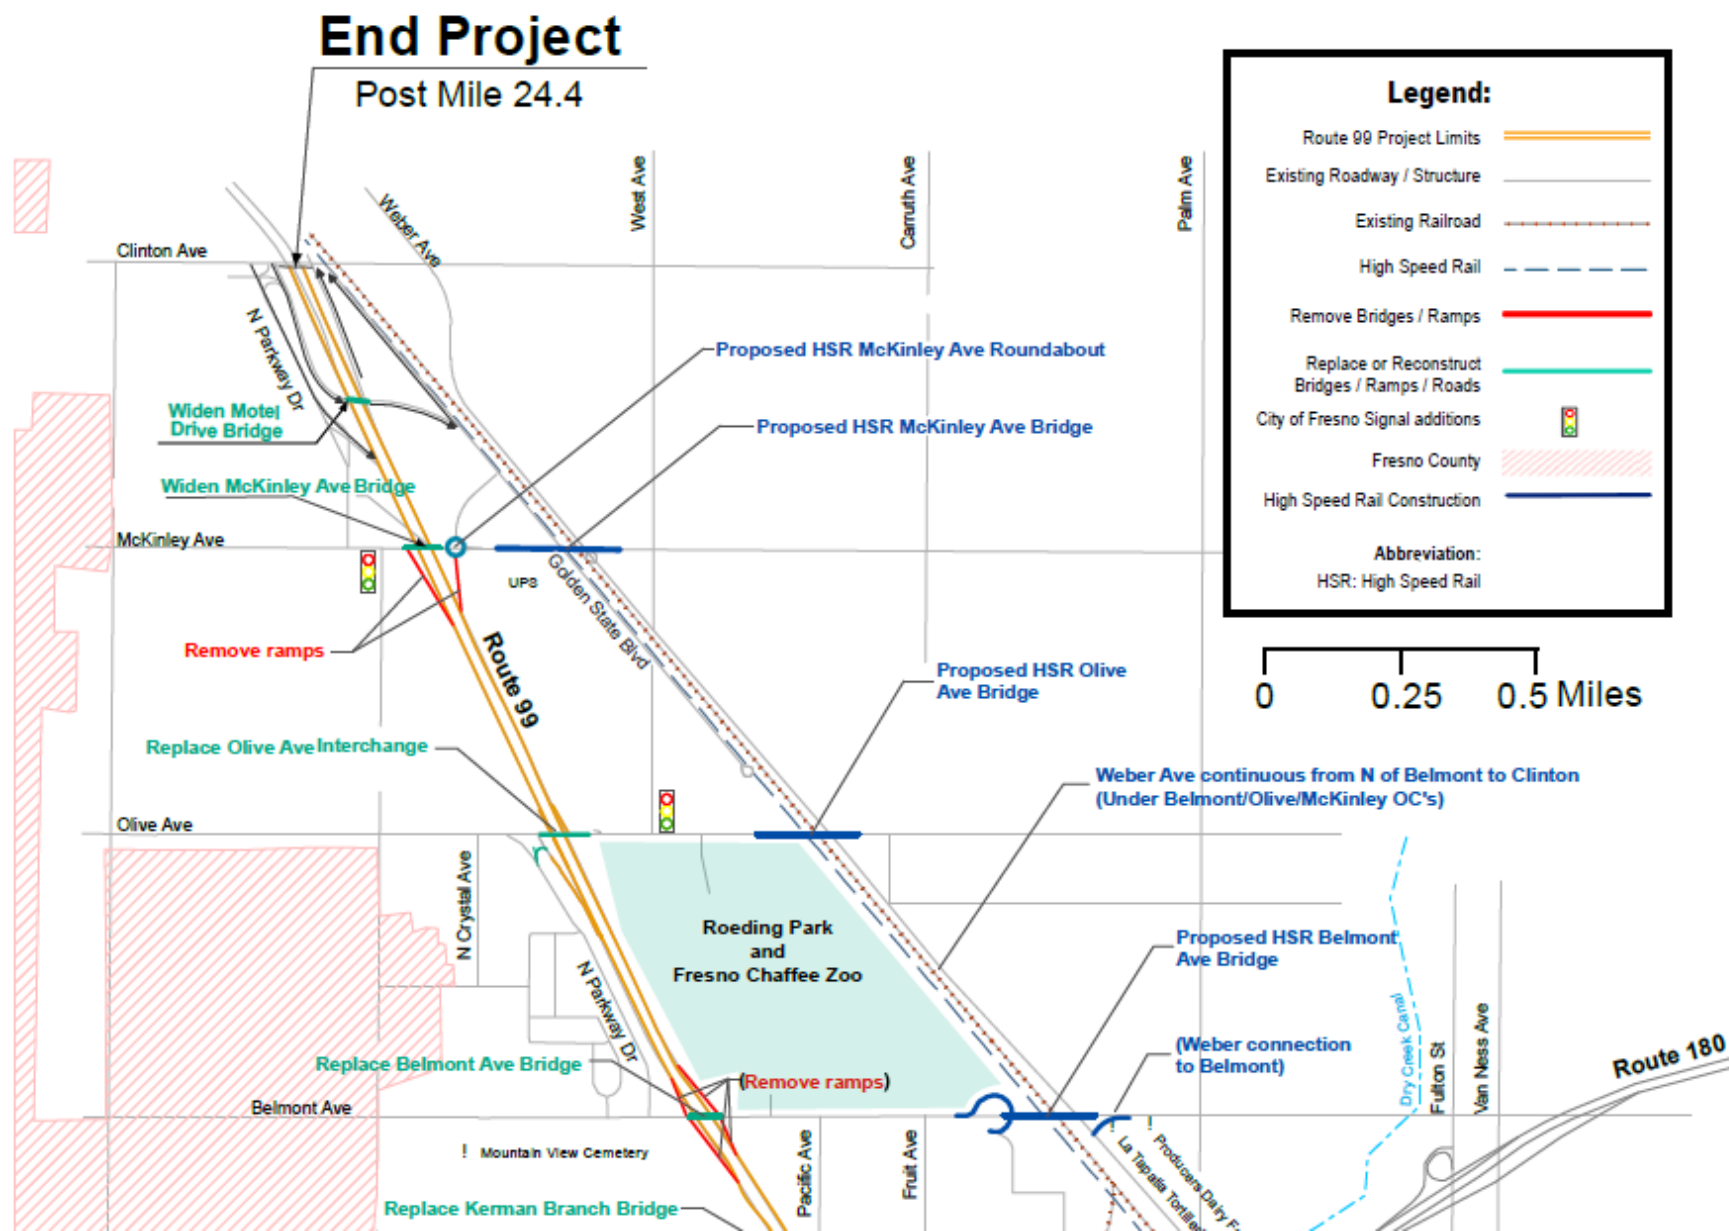 End Project
Post Mile 24.4
Legend:
Route 99 Project Limits
Existing Roadway / Structure
Existing Railroad
High Speed Rail
Remove Bridges / Ramps
Replace or Reconstruct
Bridges / Ramps / Roads
City of Fresno Signal additions
Fresno County
High Speed Rail Construction
Abbreviation:
HSR: High Speed Rail
0 0.25 0.5 Miles
West Ave
Carruth Ave
Palm Ave
Weber Ave
Clinton Ave
N Parkway Dr
Proposed HSR McKinley Ave Roundabout
Widen Motel
Drive Bridge
Proposed HSR McKinley Ave Bridge
Widen McKinley Ave Bridge
McKinley Ave
UPS
Golden State Blvd
Remove ramps
Route 99
Proposed HSR Olive
Ave Bridge
Replace Olive Ave Interchange
Weber Ave continuous from N of Belmont to Clinton
(Under Belmont/Olive/McKinley OC's)
Olive Ave
N Crystal Ave
Roeding Park
and
Fresno Chaffee Zoo
Proposed HSR Belmont
Ave Bridge
N Parkway Dr
Dry Creek Canal
Fulton St
Van Ness Ave
Route 180
(Weber connection
to Belmont)
Replace Belmont Ave Bridge
(Remove ramps)
Belmont Ave
! Mountain View Cemetery
Pacific Ave
Fruit Ave
! La Tapatia Tortiller
! Producers Dairy F
Replace Kerman Branch Bridge